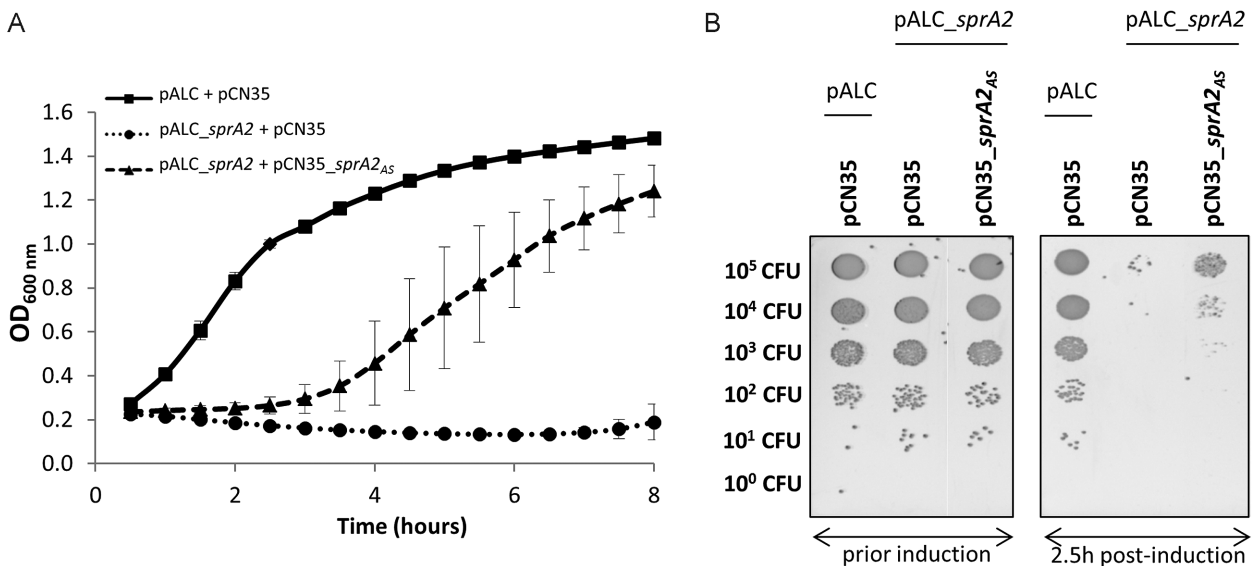 A
pALC + pCN35
pALC_sprA2 + pCN35
pALC_sprA2 + pCN35_sprA2AS
OD600 nm
1.6
1.4
1.2
1.0
0.8
0.6
0.4
0.2
0.0
0 2 4 6 8
Time (hours)
B
pALC_sprA2 pALC_sprA2
pALC pALC
pCN35 pCN35 pCN35_sprA2AS pCN35 pCN35 pCN35_sprA2AS
10⁵ CFU
10⁴ CFU
10³ CFU
10² CFU
10¹ CFU
10⁰ CFU
prior induction 2.5h post-induction